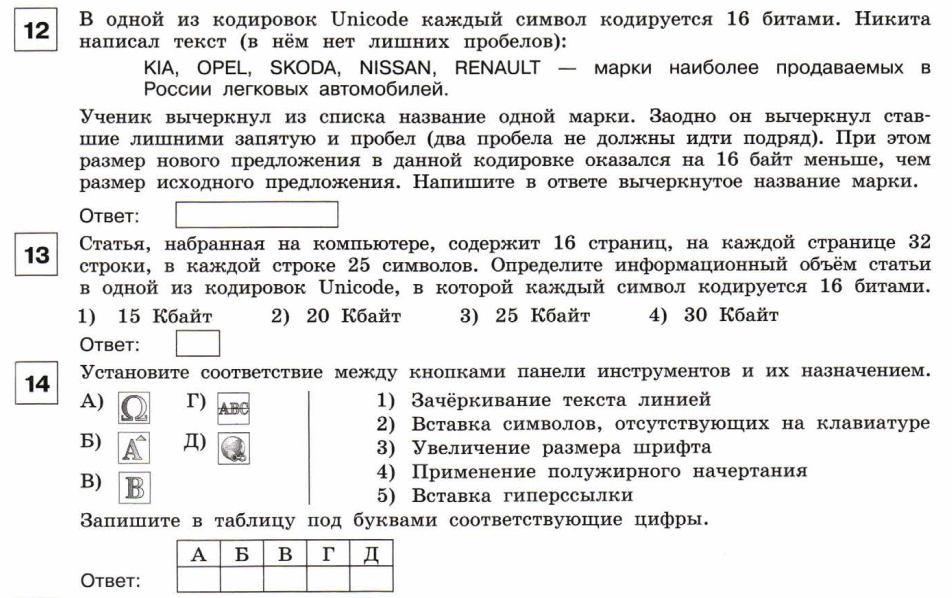 12
В одной из кодировок Unicode каждый символ кодируется 16 битами. Никита
написал текст (в нём нет лишних пробелов):
KIA, OPEL, SKODA, NISSAN, RENAULT — марки наиболее продаваемых в
России легковых автомобилей.
Ученик вычеркнул из списка название одной марки. Заодно он вычеркнул став-
шие лишними запятую и пробел (два пробела не должны идти подряд). При этом
размер нового предложения в данной кодировке оказался на 16 байт меньше, чем
размер исходного предложения. Напишите в ответе вычеркнутое название марки.
Ответ:
13
Статья, набранная на компьютере, содержит 16 страниц, на каждой странице 32
строки, в каждой строке 25 символов. Определите информационный объём статьи
в одной из кодировок Unicode, в которой каждый символ кодируется 16 битами.
1) 15 Кбайт 2) 20 Кбайт 3) 25 Кбайт 4) 30 Кбайт
Ответ:
14
Установите соответствие между кнопками панели инструментов и их назначением.
А) Ω Г) ABC 1) Зачёркивание текста линией
2) Вставка символов, отсутствующих на клавиатуре
Б) A Д) 3) Увеличение размера шрифта
4) Применение полужирного начертания
В) B 5) Вставка гиперссылки
Запишите в таблицу под буквами соответствующие цифры.
А Б В Г Д
Ответ: